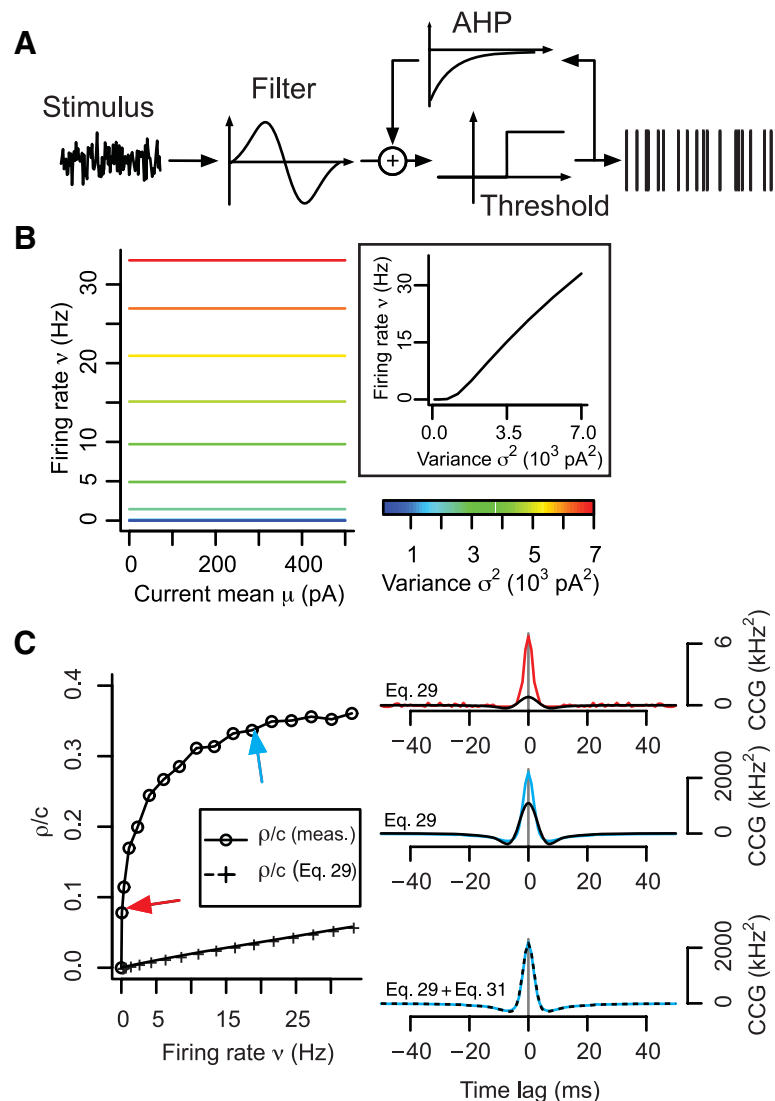 A
Stimulus
Filter
AHP
+
Threshold
B
Firing rate ν (Hz)
30
20
10
5
0
0
200
400
Current mean μ (pA)
Firing rate ν (Hz)
30
15
0
0.0
3.5
7.0
Variance σ² (10³ pA²)
1
3
5
7
Variance σ² (10³ pA²)
C
ρ/c
0.4
0.3
0.2
0.1
0.0
0
5
15
25
Firing rate ν (Hz)
ρ/c (meas.)
ρ/c (Eq. 29)
Eq. 29
6
0
CCG (kHz²)
−40
−20
0
20
40
Eq. 29
2000
0
CCG (kHz²)
−40
−20
0
20
40
Eq. 29 + Eq. 31
2000
0
CCG (kHz²)
−40
−20
0
20
40
Time lag (ms)